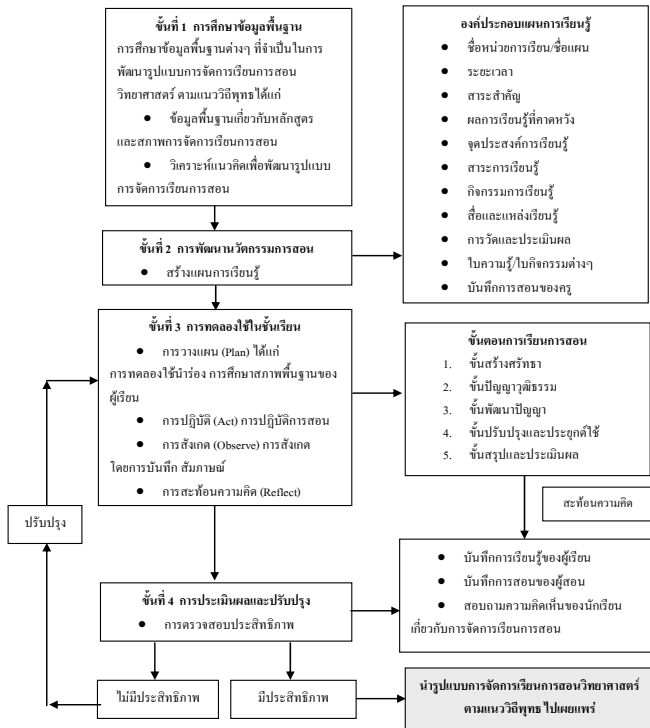 ขั้นที่ 1 การศึกษาข้อมูลพื้นฐาน
การศึกษาข้อมูลพื้นฐานต่างๆ ที่จำเป็นในการ
พัฒนารูปแบบการจัดการเรียนการสอน
วิทยาศาสตร์ ตามแนววิถีพุทธได้แก่
● ข้อมูลพื้นฐานเกี่ยวกับหลักสูตร
และสภาพการจัดการเรียนการสอน
● วิเคราะห์แนวคิดเพื่อพัฒนารูปแบบ
การจัดการเรียนการสอน
องค์ประกอบแผนการเรียนรู้
● ชื่อหน่วยการเรียน/ชื่อแผน
● ระยะเวลา
● สาระสำคัญ
● ผลการเรียนรู้ที่คาดหวัง
● จุดประสงค์การเรียนรู้
● สาระการเรียนรู้
● กิจกรรมการเรียนรู้
● สื่อและแหล่งเรียนรู้
● การวัดและประเมินผล
● ใบความรู้/ใบกิจกรรมต่างๆ
● บันทึกการสอนของครู
ขั้นที่ 2 การพัฒนานวัตกรรมการสอน
● สร้างแผนการเรียนรู้
ขั้นที่ 3 การทดลองใช้ในชั้นเรียน
● การวางแผน (Plan) ได้แก่
การทดลองใช้นำร่อง การศึกษาสภาพพื้นฐานของ
ผู้เรียน
● การปฏิบัติ (Act) การปฏิบัติการสอน
● การสังเกต (Observe) การสังเกต
โดยการบันทึก สัมภาษณ์
● การสะท้อนความคิด (Reflect)
ขั้นตอนการเรียนการสอน
1. ขั้นสร้างศรัทธา
2. ขั้นปัญญาวุฒิธรรม
3. ขั้นพัฒนาปัญญา
4. ขั้นปรับปรุงและประยุกต์ใช้
5. ขั้นสรุปและประเมินผล
สะท้อนความคิด
ปรับปรุง
● บันทึกการเรียนรู้ของผู้เรียน
● บันทึกการสอนของผู้สอน
● สอบถามความคิดเห็นของนักเรียน
เกี่ยวกับการจัดการเรียนการสอน
ขั้นที่ 4 การประเมินผลและปรับปรุง
● การตรวจสอบประสิทธิภาพ
ไม่มีประสิทธิภาพ
มีประสิทธิภาพ
นำรูปแบบการจัดการเรียนการสอนวิทยาศาสตร์
ตามแนววิถีพุทธ ไปเผยแพร่